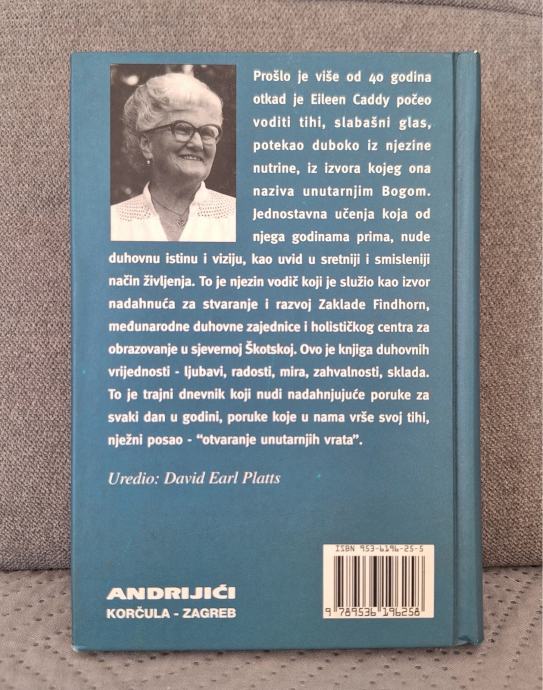 Prošlo je više od 40 godina
otkad je Eileen Caddy počeo
voditi tihi, slabašni glas,
potekao duboko iz njezine
nutrine, iz izvora kojeg ona
naziva unutarnjim Bogom.
Jednostavna učenja koja od
njega godinama prima, nude
duhovnu istinu i viziju, kao uvid u sretniji i smisleniji
način življenja. To je njezin vodič koji je služio kao izvor
nadahnuća za stvaranje i razvoj Zaklade Findhorn,
međunarodne duhovne zajednice i holističkog centra za
obrazovanje u sjevernoj Škotskoj. Ovo je knjiga duhovnih
vrijednosti - ljubavi, radosti, mira, zahvalnosti, sklada.
To je trajni dnevnik koji nudi nadahnjujuće poruke za
svaki dan u godini, poruke koje u nama vrše svoj tihi,
nježni posao - “otvaranje unutarnjih vrata”.
Uredio: David Earl Platts
ISBN 953-6196-25-5
9 789536 196258
ANDRIJIĆI
KORČULA - ZAGREB